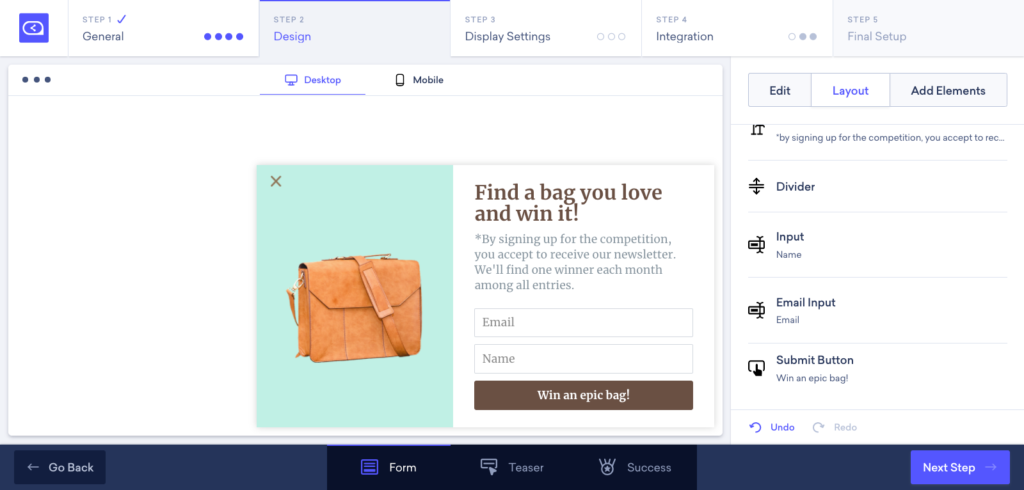 STEP 1
General
STEP 2
Design
STEP 3
Display Settings
STEP 4
Integration
STEP 5
Final Setup
Desktop
Mobile
Find a bag you love
and win it!
*By signing up for the competition,
you accept to receive our newsletter.
We'll find one winner each month
among all entries.
Email
Name
Win an epic bag!
Edit
Layout
Add Elements
*by signing up for the competition, you accept to rec...
Divider
Input
Name
Email Input
Email
Submit Button
Win an epic bag!
Undo
Redo
Go Back
Form
Teaser
Success
Next Step